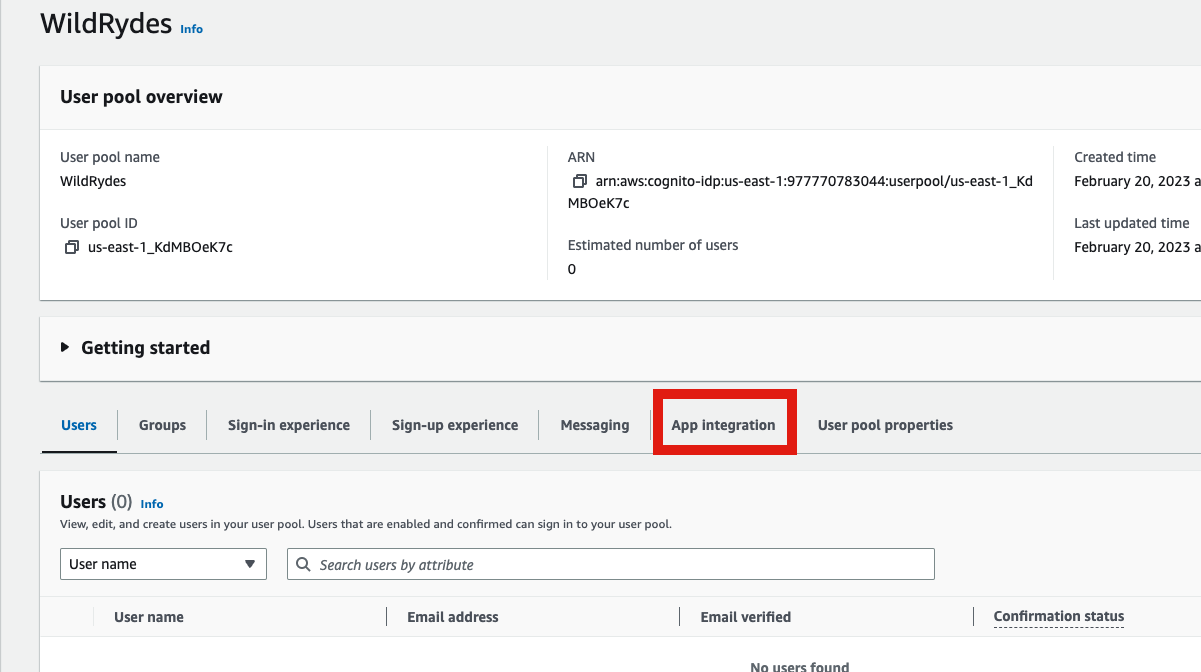 WildRydes Info
User pool overview
User pool name
WildRydes
User pool ID
us-east-1_KdMBOeK7c
ARN
arn:aws:cognito-idp:us-east-1:977770783044:userpool/us-east-1_Kd
MBOeK7c
Estimated number of users
0
Created time
February 20, 2023 a
Last updated time
February 20, 2023 a
Getting started
Users Groups Sign-in experience Sign-up experience Messaging App integration User pool properties
Users (0) Info
View, edit, and create users in your user pool. Users that are enabled and confirmed can sign in to your user pool.
User name Search users by attribute
User name Email address Email verified Confirmation status
No users found